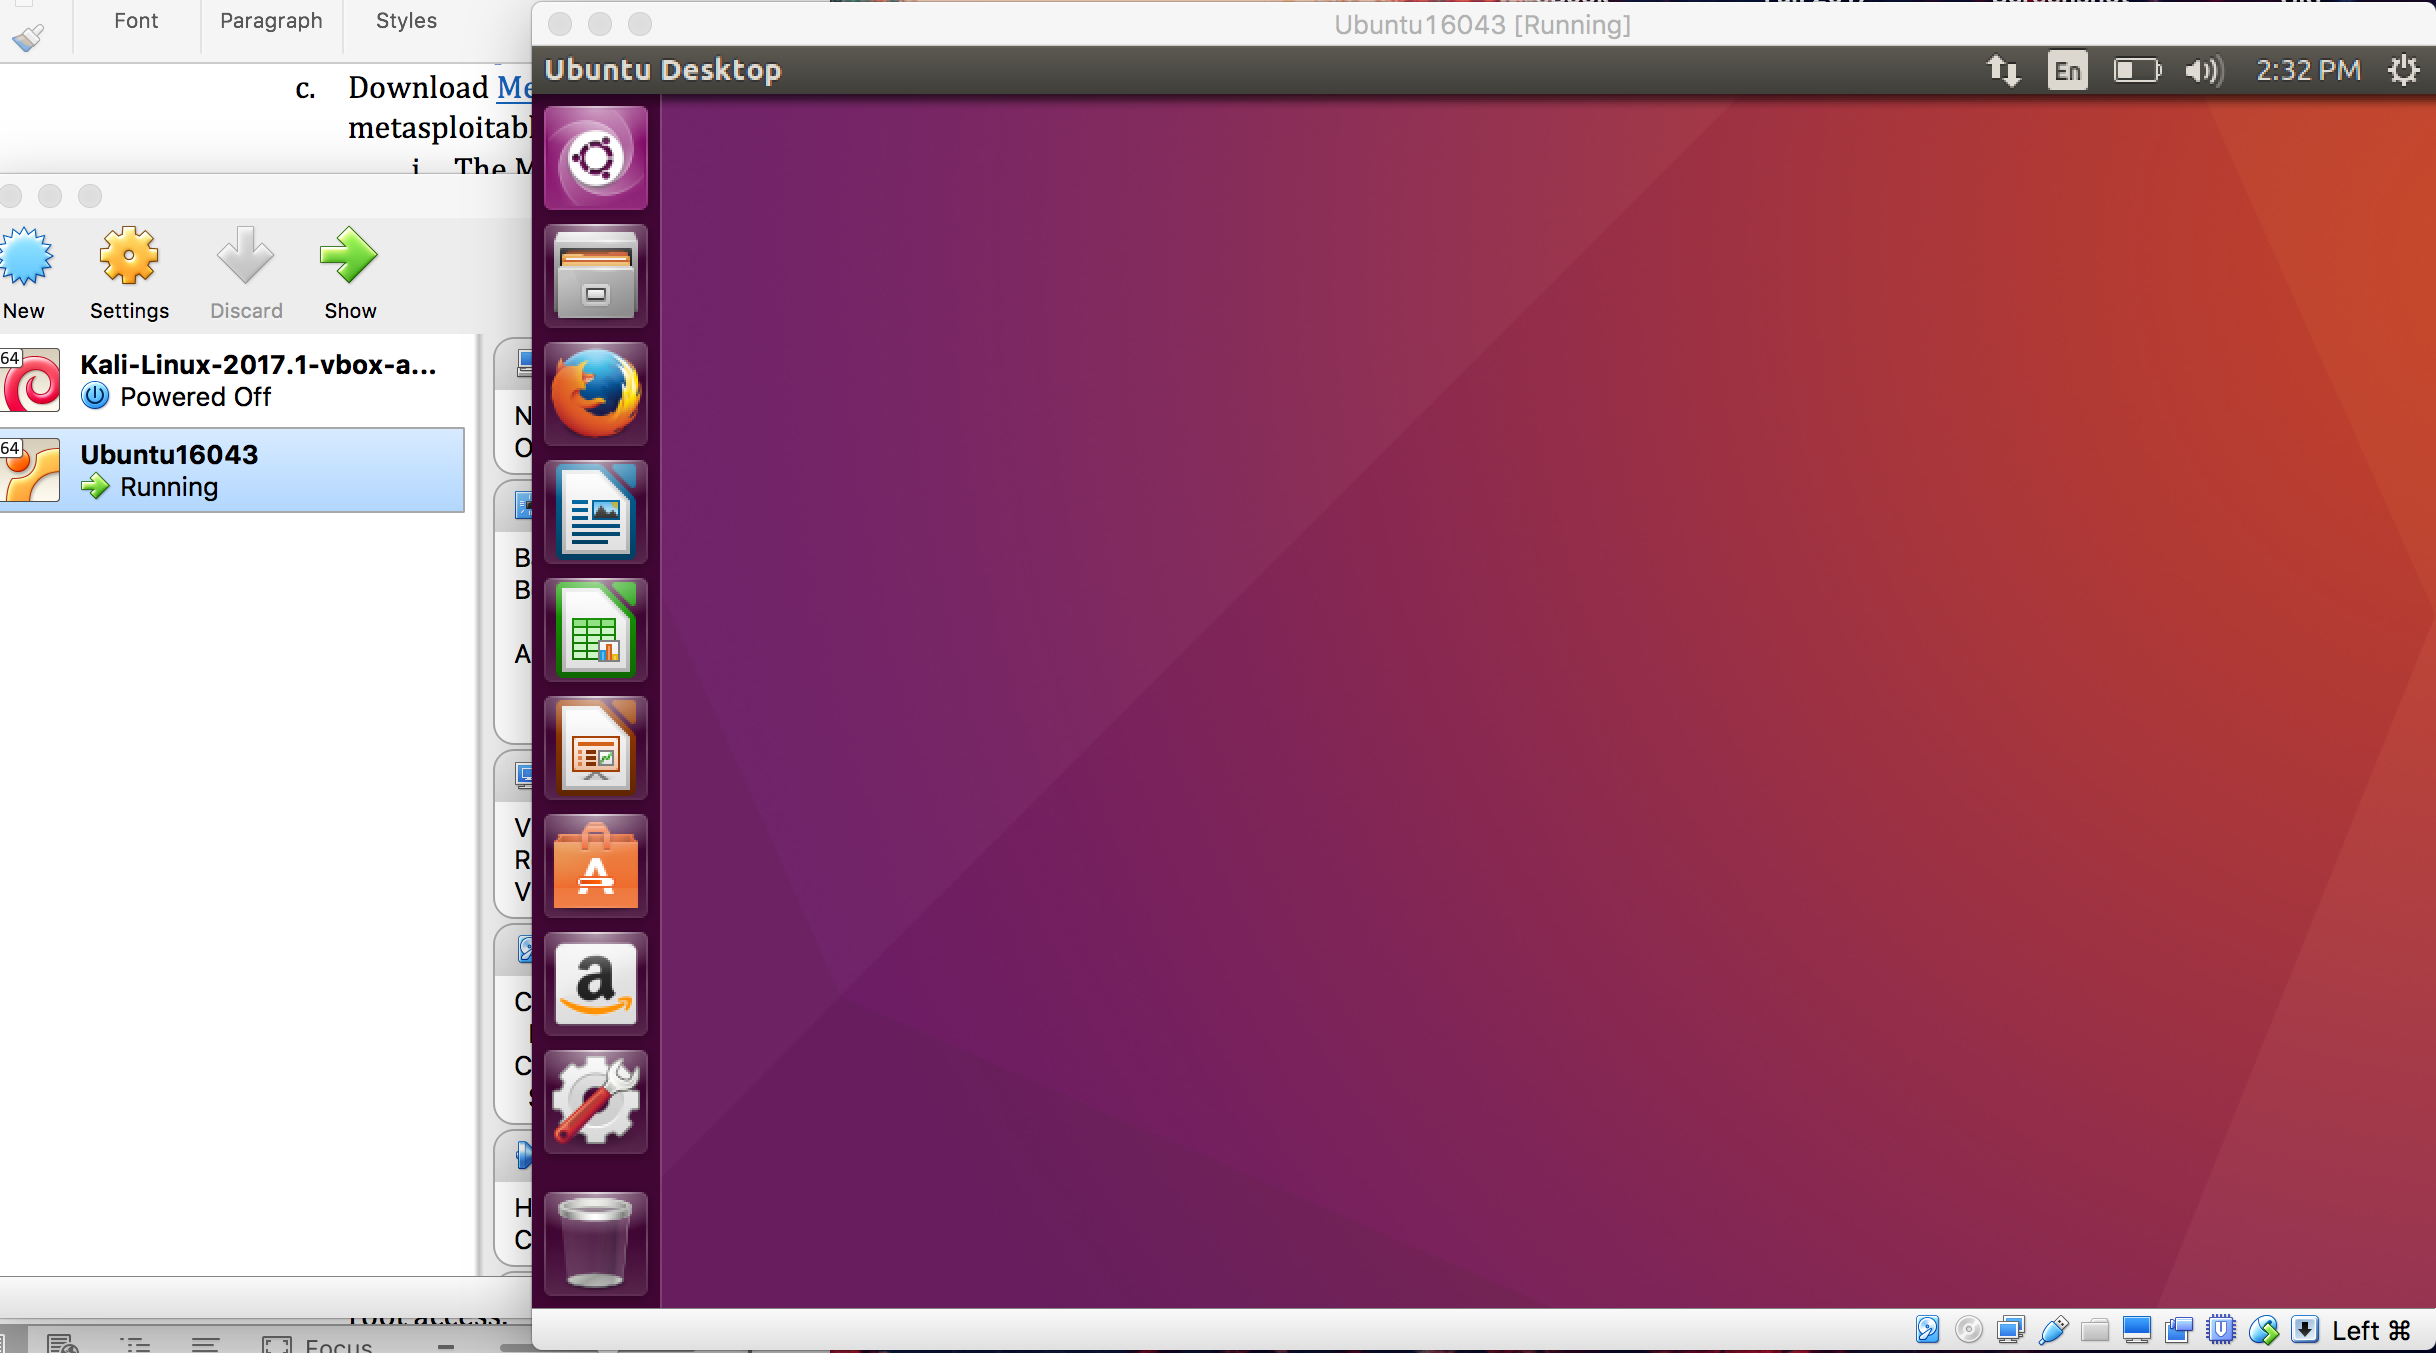 Font Paragraph Styles
c. Download Me
metasploitabl
i. The M
New Settings Discard Show
64
Kali-Linux-2017.1-vbox-a...
Powered Off
64
Ubuntu16043
Running
N
O
B
B
A
V
R
V
C
C
H
C
root access.
Focus
Ubuntu16043 [Running]
Ubuntu Desktop
En
2:32 PM
A
a
Left ⌘